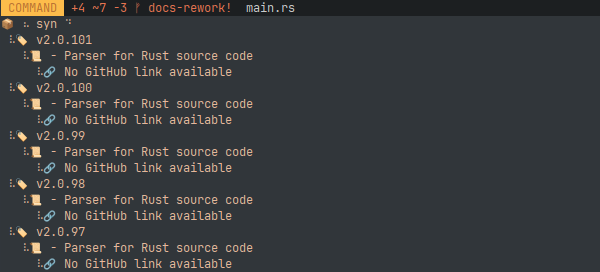 COMMAND +4 ~7 -3 ᚠ docs-rework! main.rs
📦 ⠦ syn ⠙
⠧🏷️ v2.0.101
⠧📜 - Parser for Rust source code
⠧🔗 No GitHub link available
⠧🏷️ v2.0.100
⠧📜 - Parser for Rust source code
⠧🔗 No GitHub link available
⠧🏷️ v2.0.99
⠧📜 - Parser for Rust source code
⠧🔗 No GitHub link available
⠧🏷️ v2.0.98
⠧📜 - Parser for Rust source code
⠧🔗 No GitHub link available
⠧🏷️ v2.0.97
⠧📜 - Parser for Rust source code
⠧🔗 No GitHub link available